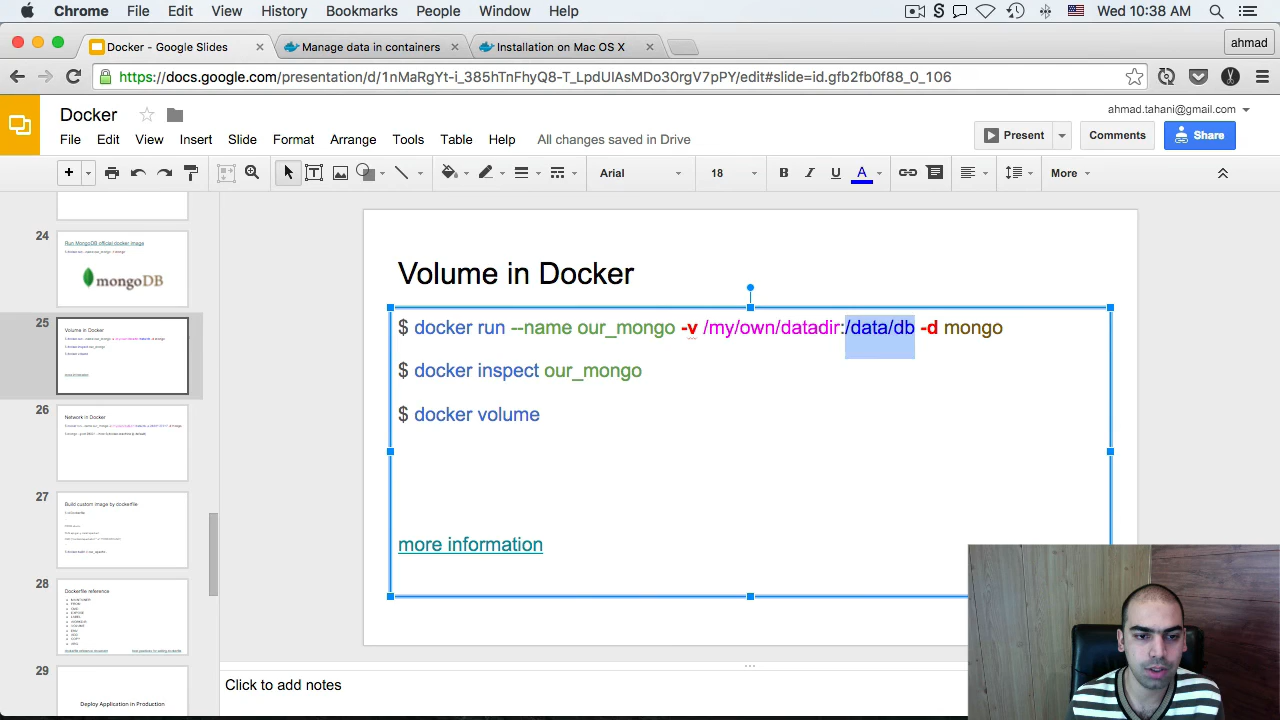 Chrome File Edit View History Bookmarks People Window Help Wed 10:38 AM
Docker - Google Slides Manage data in containers Installation on Mac OS X ahmad
https://docs.google.com/presentation/d/1nMaRgYt-i_385hTnFhyQ8-T_LpdUlAsMDo30rgV7pPY/edit#slide=id.gfb2fb0f88_0_106
Docker ahmad.tahani@gmail.com
File Edit View Insert Slide Format Arrange Tools Table Help All changes saved in Drive Present Comments Share
Arial 18 B I U A More
24
Run MongoDB official docker image
mongoDB
25
Volume in Docker
26
Network in Docker
27
Build custom image by dockerfile
28
Dockerfile reference
29
Deploy Application in Production
Volume in Docker
$ docker run --name our_mongo -v /my/own/datadir:/data/db -d mongo
$ docker inspect our_mongo
$ docker volume
more information
Click to add notes